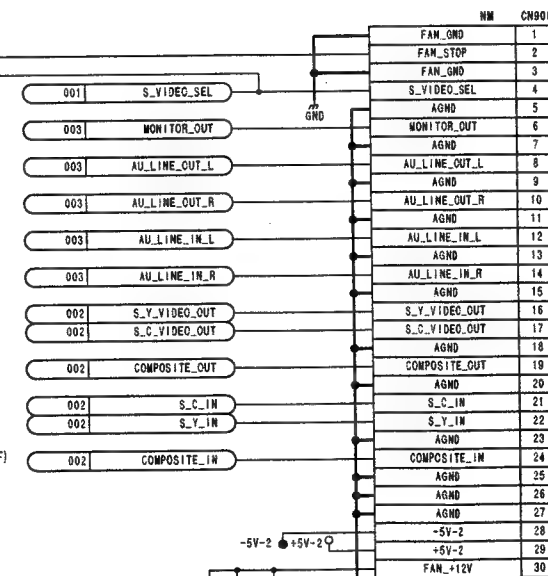 NM CN90
FAN_GND 1
FAN_STOP 2
FAN_GND 3
001 S_VIDEO_SEL S_VIDEO_SEL 4
GND AGND 5
003 MONITOR_OUT MONITOR_OUT 6
AGND 7
003 AU_LINE_OUT_L AU_LINE_OUT_L 8
AGND 9
003 AU_LINE_OUT_R AU_LINE_OUT_R 10
AGND 11
003 AU_LINE_IN_L AU_LINE_IN_L 12
AGND 13
003 AU_LINE_IN_R AU_LINE_IN_R 14
AGND 15
002 S_Y_VIDEO_OUT S_Y_VIDEO_OUT 16
002 S_C_VIDEO_OUT S_C_VIDEO_OUT 17
AGND 18
002 COMPOSITE_OUT COMPOSITE_OUT 19
AGND 20
002 S_C_IN S_C_IN 21
002 S_Y_IN S_Y_IN 22
AGND 23
F) 002 COMPOSITE_IN COMPOSITE_IN 24
AGND 25
AGND 26
AGND 27
-5V-2 28
-5V-2 +5V-2 +5V-2 29
FAN_+12V 30